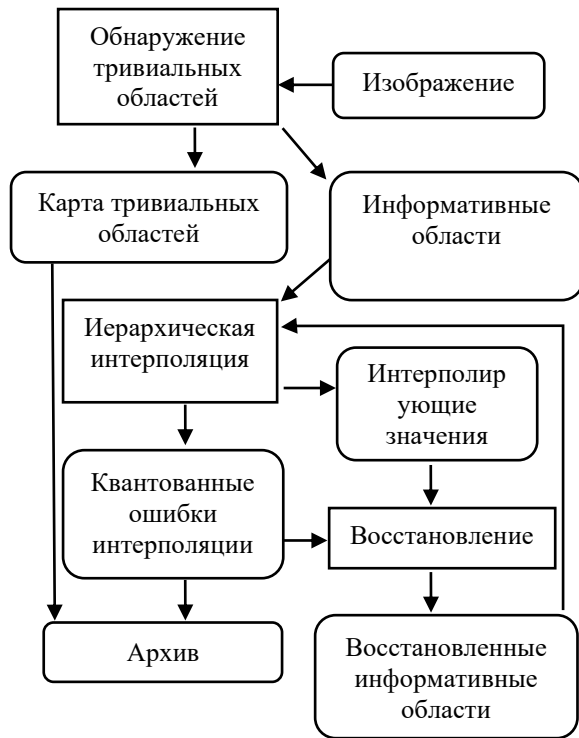 Обнаружение
тривиальных
областей
Изображение
Карта тривиальных
областей
Информативные
области
Иерархическая
интерполяция
Интерполир
ующие
значения
Квантованные
ошибки
интерполяции
Восстановление
Архив
Восстановленные
информативные
области